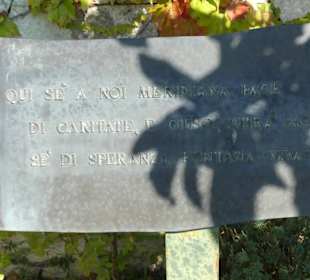 QUI SE' A NOI MERIDIANA FACE
DI CARITATE, E GIUSO, INTRA
SE' DI SPERANZA FONTANA